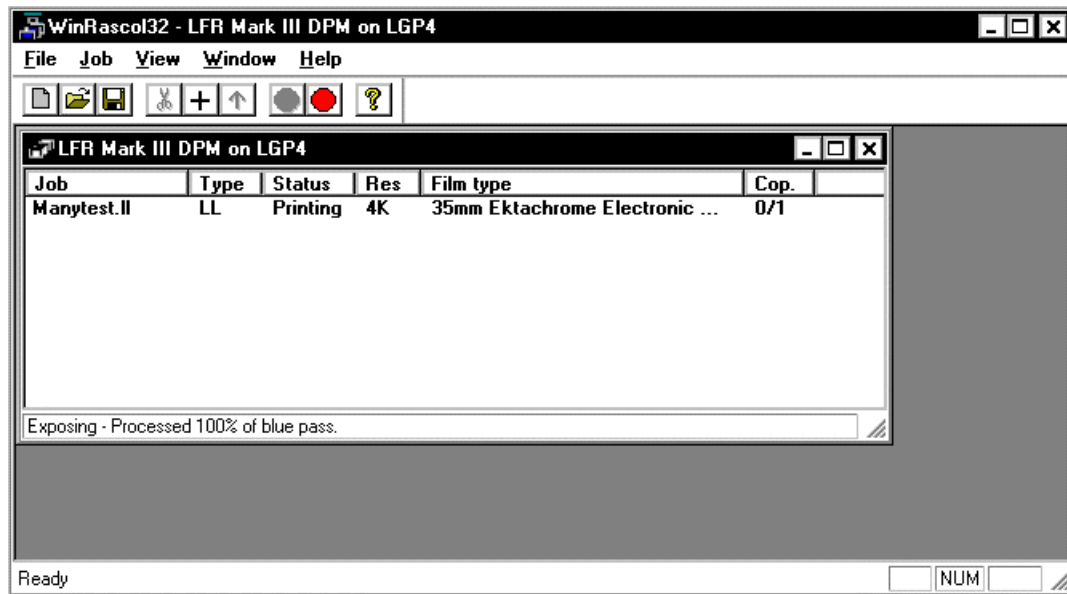 WinRascol32 - LFR Mark III DPM on LGP4
File Job View Window Help
LFR Mark III DPM on LGP4
Job Type Status Res Film type Cop.
Manytest.ll LL Printing 4K 35mm Ektachrome Electronic ... 0/1
Exposing - Processed 100% of blue pass.
Ready NUM